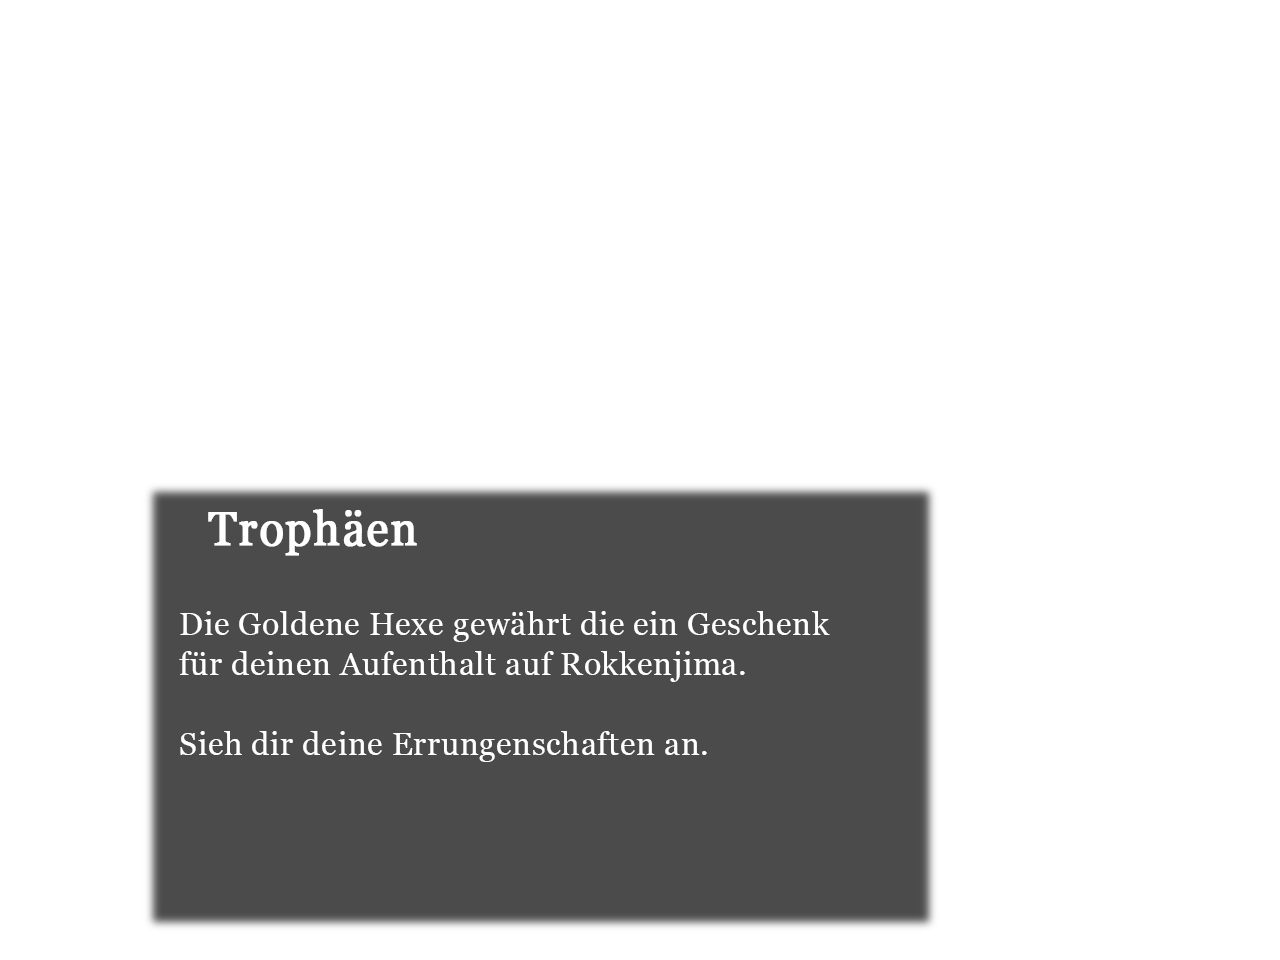 Trophäen
Die Goldene Hexe gewährt die ein Geschenk
für deinen Aufenthalt auf Rokkenjima.
Sieh dir deine Errungenschaften an.